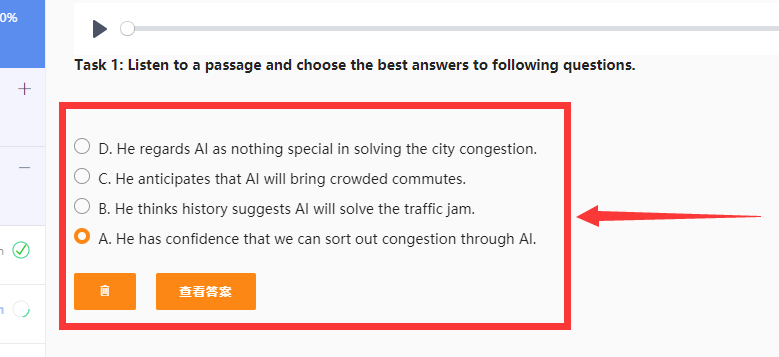 0%
Task 1: Listen to a passage and choose the best answers to following questions.
D. He regards AI as nothing special in solving the city congestion.
C. He anticipates that AI will bring crowded commutes.
B. He thinks history suggests AI will solve the traffic jam.
A. He has confidence that we can sort out congestion through AI.
查看答案